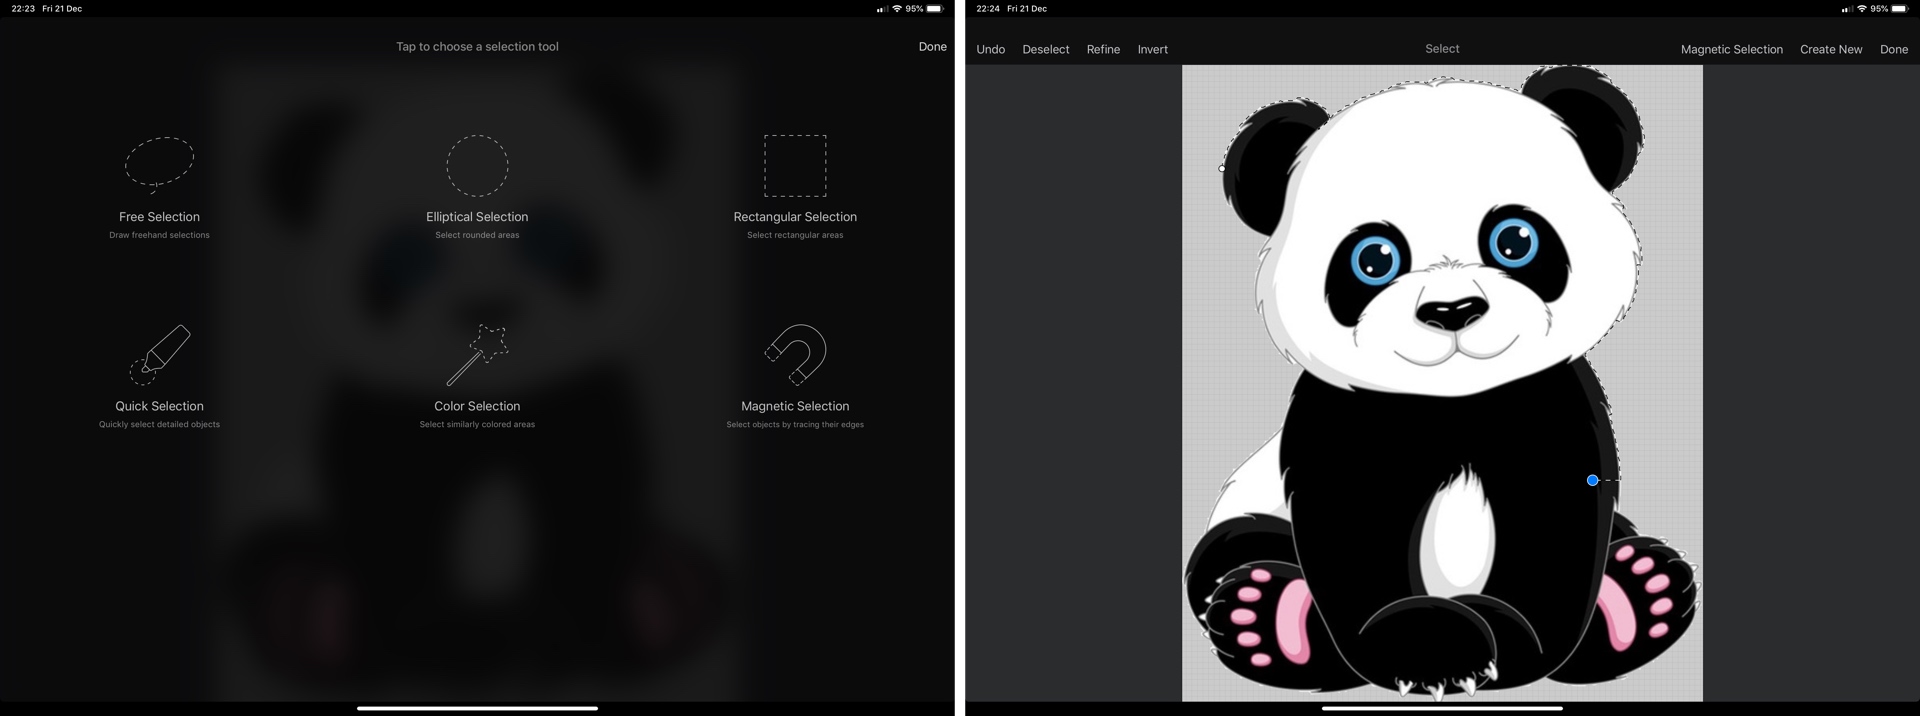 22:23 Fri 21 Dec
95%
Tap to choose a selection tool
Done
Free Selection
Draw freehand selections
Elliptical Selection
Select rounded areas
Rectangular Selection
Select rectangular areas
Quick Selection
Quickly select detailed objects
Color Selection
Select similarly colored areas
Magnetic Selection
Select objects by tracing their edges
22:24 Fri 21 Dec
95%
Undo Deselect Refine Invert
Select
Magnetic Selection Create New Done